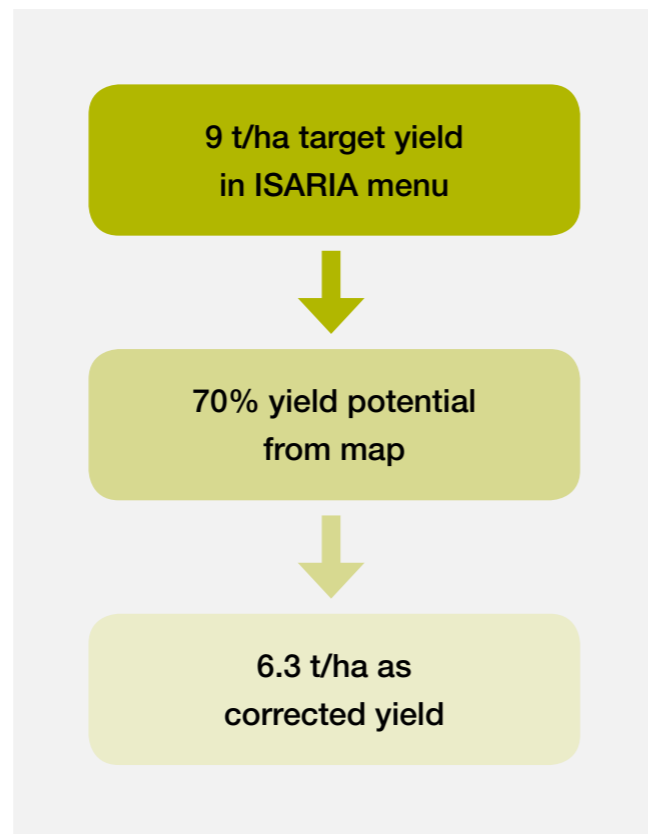 9 t/ha target yield
in ISARIA menu
70% yield potential
from map
6.3 t/ha as
corrected yield